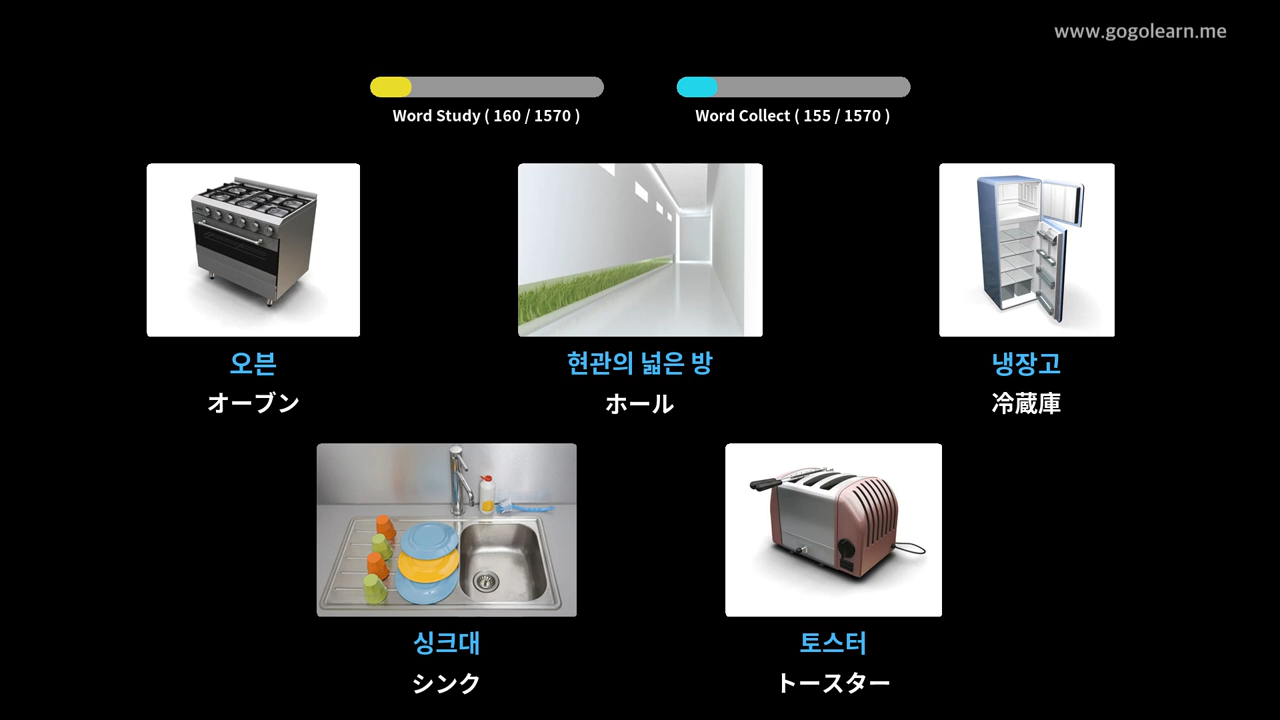 www.gogolearn.me
Word Study ( 160 / 1570 )
Word Collect ( 155 / 1570 )
오븐
현관의 넓은 방
냉장고
オーブン
ホール
冷蔵庫
싱크대
토스터
シンク
トースター